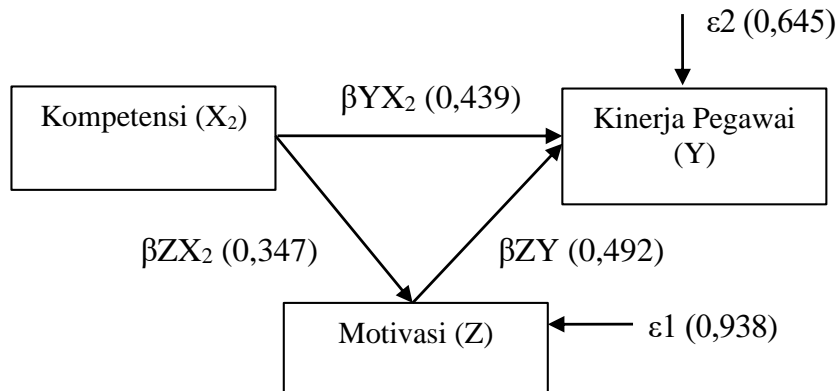 ε2 (0,645)
Kompetensi (X₂)
βYX₂ (0,439)
Kinerja Pegawai
(Y)
βZX₂ (0,347)
βZY (0,492)
Motivasi (Z)
ε1 (0,938)